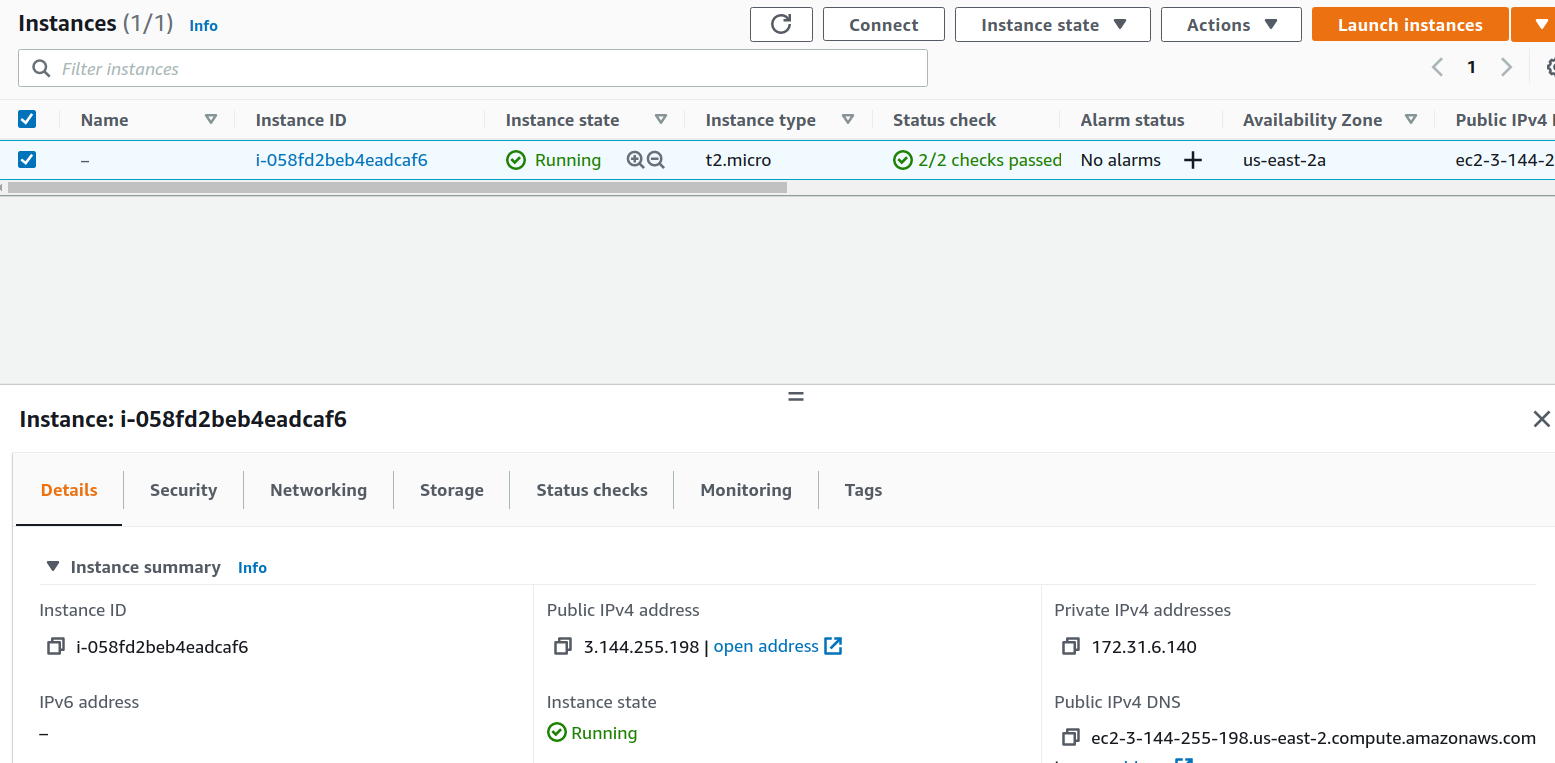 Instances (1/1) Info Connect Instance state Actions Launch instances
Filter instances 1
Name Instance ID Instance state Instance type Status check Alarm status Availability Zone Public IPv4
– i-058fd2beb4eadcaf6 Running t2.micro 2/2 checks passed No alarms + us-east-2a ec2-3-144-2
Instance: i-058fd2beb4eadcaf6
Details Security Networking Storage Status checks Monitoring Tags
Instance summary Info
Instance ID Public IPv4 address Private IPv4 addresses
i-058fd2beb4eadcaf6 3.144.255.198 | open address 172.31.6.140
IPv6 address Instance state Public IPv4 DNS
– Running ec2-3-144-255-198.us-east-2.compute.amazonaws.com